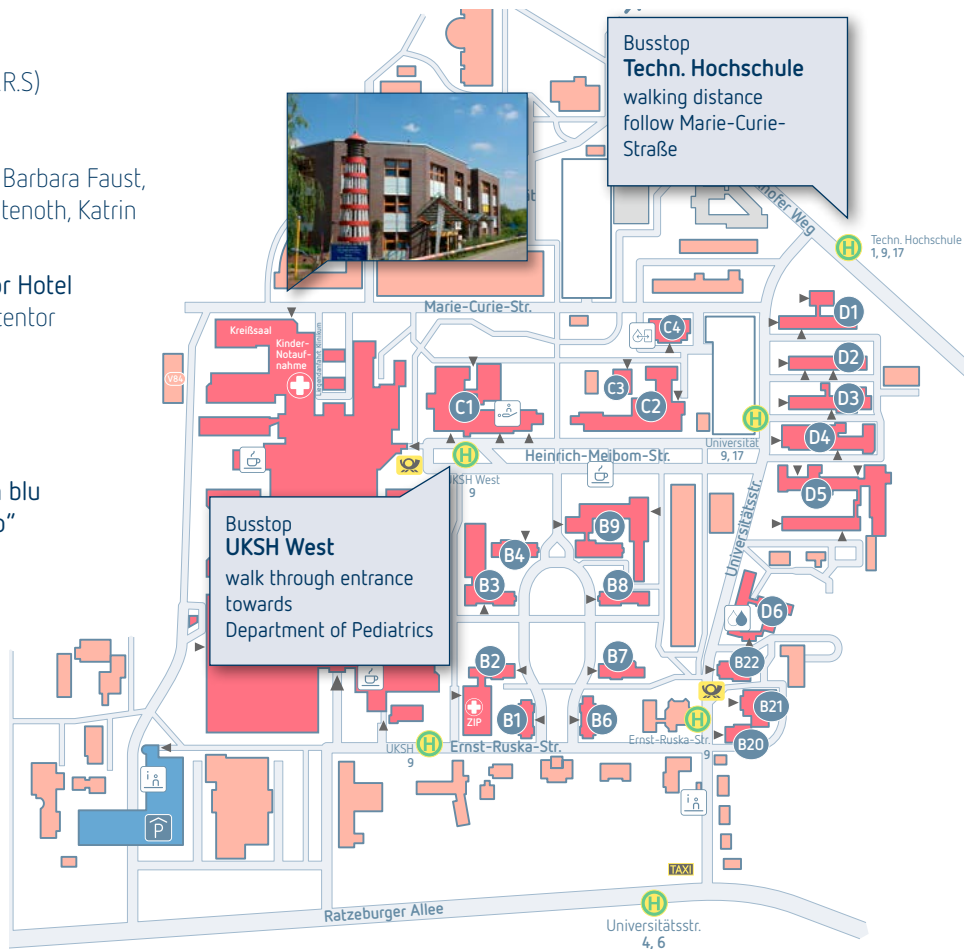 R.S)
Barbara Faust,
tenoth, Katrin
or Hotel
tentor
blu
Busstop
Techn. Hochschule
walking distance
follow Marie-Curie-
Straße
hofer Weg
H
Techn. Hochschule
1, 9, 17
Marie-Curie-Str.
Kreißsaal
Kinder-
Notauf-
nahme
Liegendanfahrt Klinikum
V84
C4
C3
C1
C2
D1
D2
D3
D4
D5
H
Universität
9, 17
H
UKSH West
9
Heinrich-Meibom-Str.
Universitätsstr.
Busstop
UKSH West
walk through entrance
towards
Department of Pediatrics
B9
B4
B3
B8
D6
B2
B7
B22
ZIP
B1
B6
B21
B20
H
UKSH
9
Ernst-Ruska-Str.
H
Ernst-Ruska-Str.
9
P
TAXI
Ratzeburger Allee
H
Universitätsstr.
4, 6